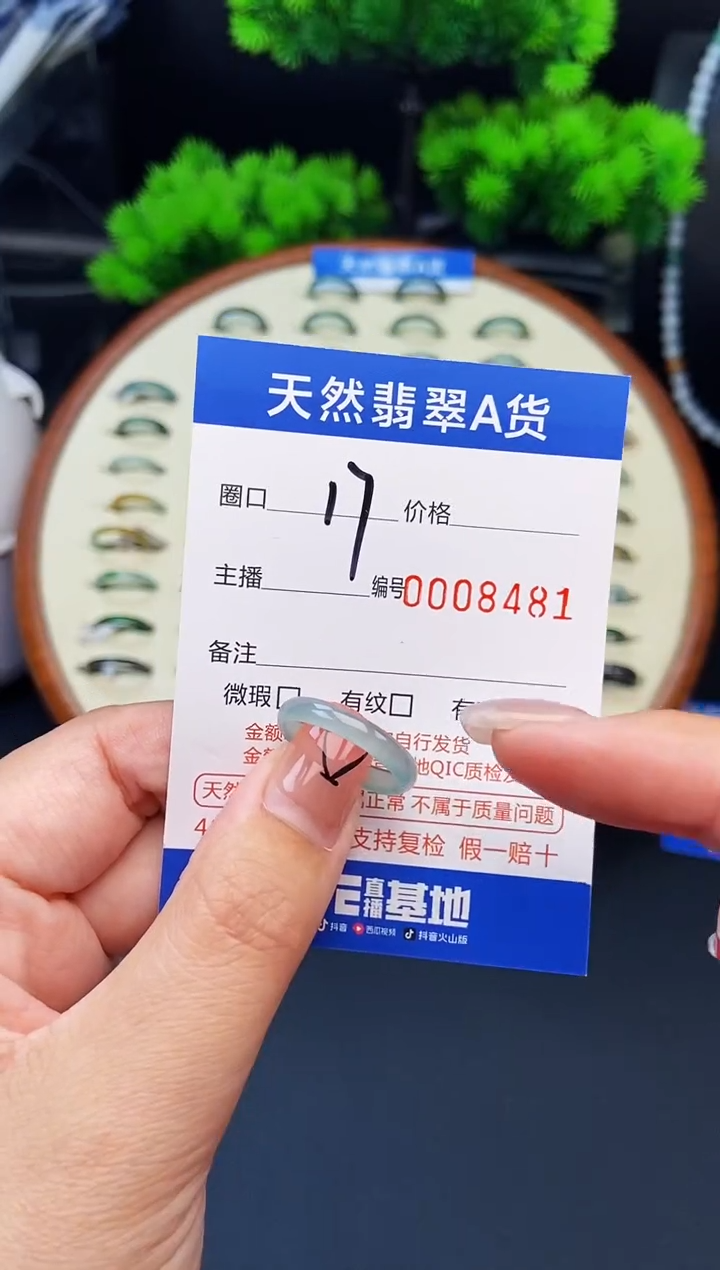 天然翡翠A货
圈口 17 价格
主播 编号0008481
备注
微瑕 有纹 有
金额 自行发货
金 地QIC质检
天然 正常 不属于质量问题
4 支持复检 假一赔十
直播基地
抖音 西瓜视频 抖音火山版